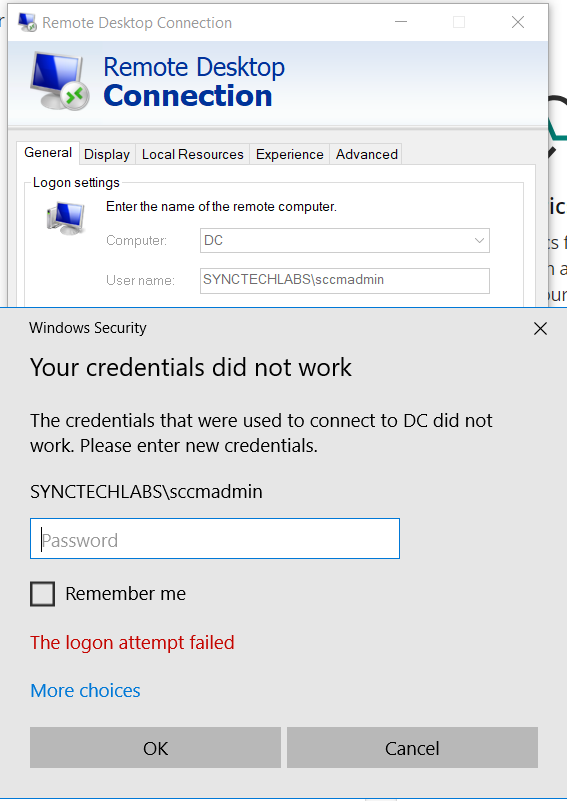 Remote Desktop Connection
Remote Desktop
Connection
General Display Local Resources Experience Advanced
Logon settings
Enter the name of the remote computer.
Computer: DC
User name: SYNCTECHLABS\sccmadmin
Windows Security
Your credentials did not work
The credentials that were used to connect to DC did not
work. Please enter new credentials.
SYNCTECHLABS\sccmadmin
Password
Remember me
The logon attempt failed
More choices
OK Cancel